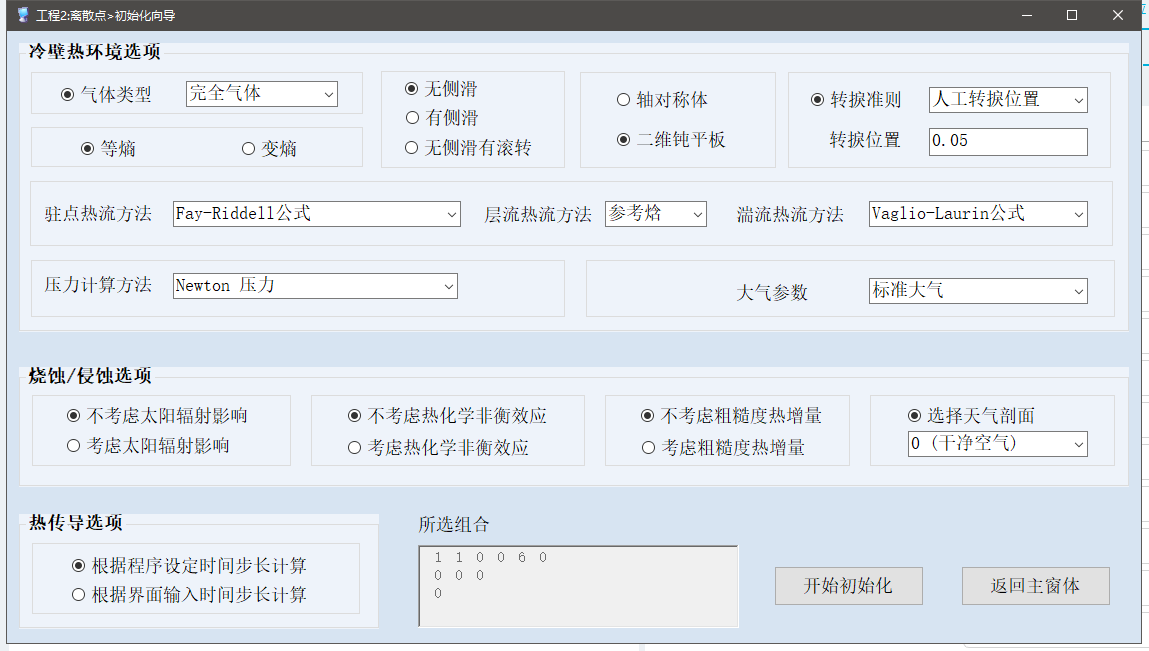 工程2:离散点>初始化向导
冷壁热环境选项
气体类型 完全气体
等熵 变熵
无侧滑
有侧滑
无侧滑有滚转
轴对称体
二维钝平板
转捩准则 人工转捩位置
转捩位置 0.05
驻点热流方法 Fay-Riddell公式 层流热流方法 参考焓 湍流热流方法 Vaglio-Laurin公式
压力计算方法 Newton 压力 大气参数 标准大气
烧蚀/侵蚀选项
不考虑太阳辐射影响
考虑太阳辐射影响
不考虑热化学非衡效应
考虑热化学非衡效应
不考虑粗糙度热增量
考虑粗糙度热增量
选择天气剖面
0 (干净空气)
热传导选项
根据程序设定时间步长计算
根据界面输入时间步长计算
所选组合
1 1 0 0 6 0
0 0 0
0
开始初始化 返回主窗体